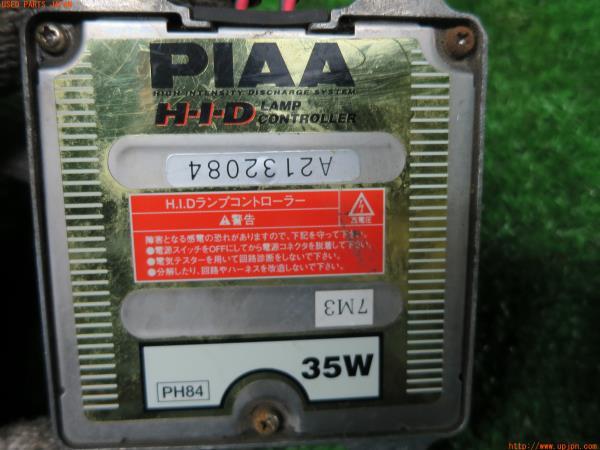 USED PARTS JAPAN
PIAA
HIGH INTENSITY DISCHARGE SYSTEM
H·I·D LAMP CONTROLLER
A2132084
H.I.Dランプコントローラー
⚠警告
高電圧
障害となる感電の恐れがありますので、下記を守って下さい。
●電源スイッチをOFFにしてから電源コネクタを脱着して下さい。
●電気テスターを用いて回路診断をしないで下さい。
●分解したり、回路やハーネスを改造しないで下さい。
7M3
35W
PH84
http://www.upjpn.com/